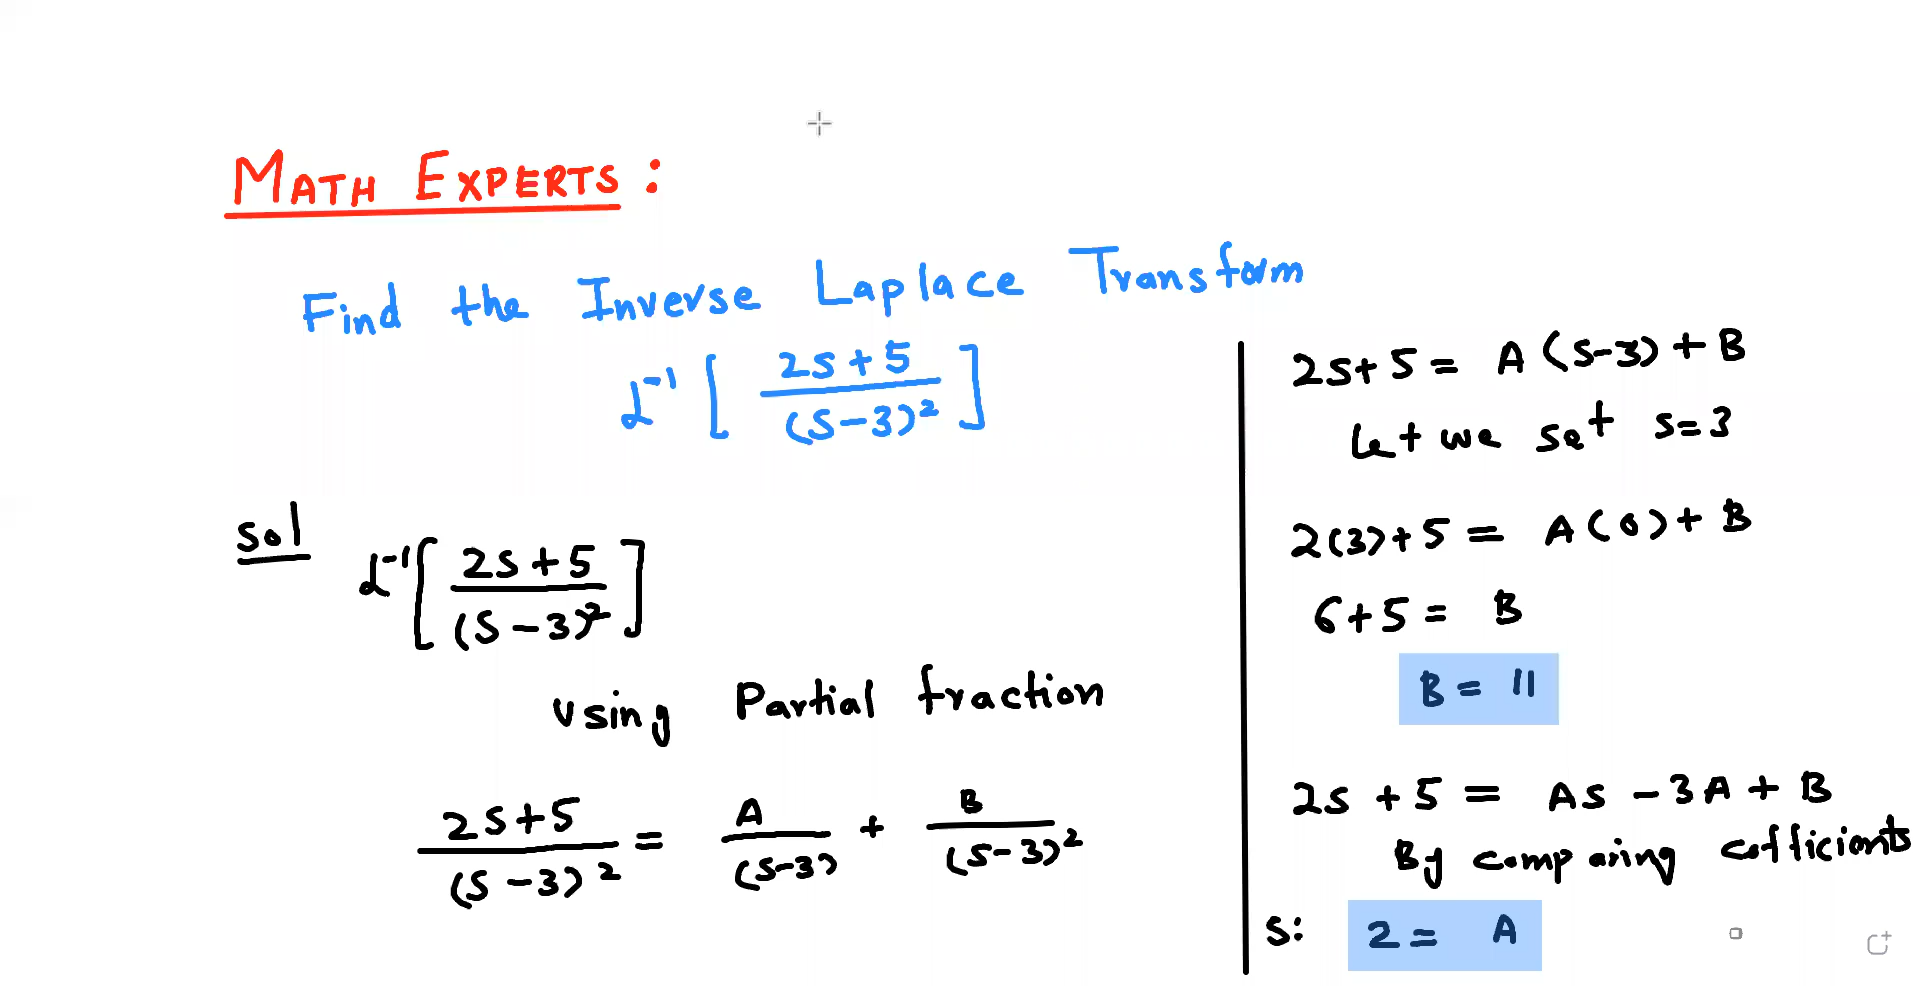 MATH EXPERTS :
Find the Inverse Laplace Transform
L⁻¹ [ (2s+5)/(s-3)² ]
sol
L⁻¹ [ (2s+5)/(s-3)² ]
using Partial fraction
(2s+5)/(s-3)² = A/(s-3) + B/(s-3)²
2s+5 = A(s-3)+B
let we set s=3
2(3)+5 = A(0)+B
6+5 = B
B = 11
2s+5 = As-3A+B
By comparing cofficients
s: 2 = A